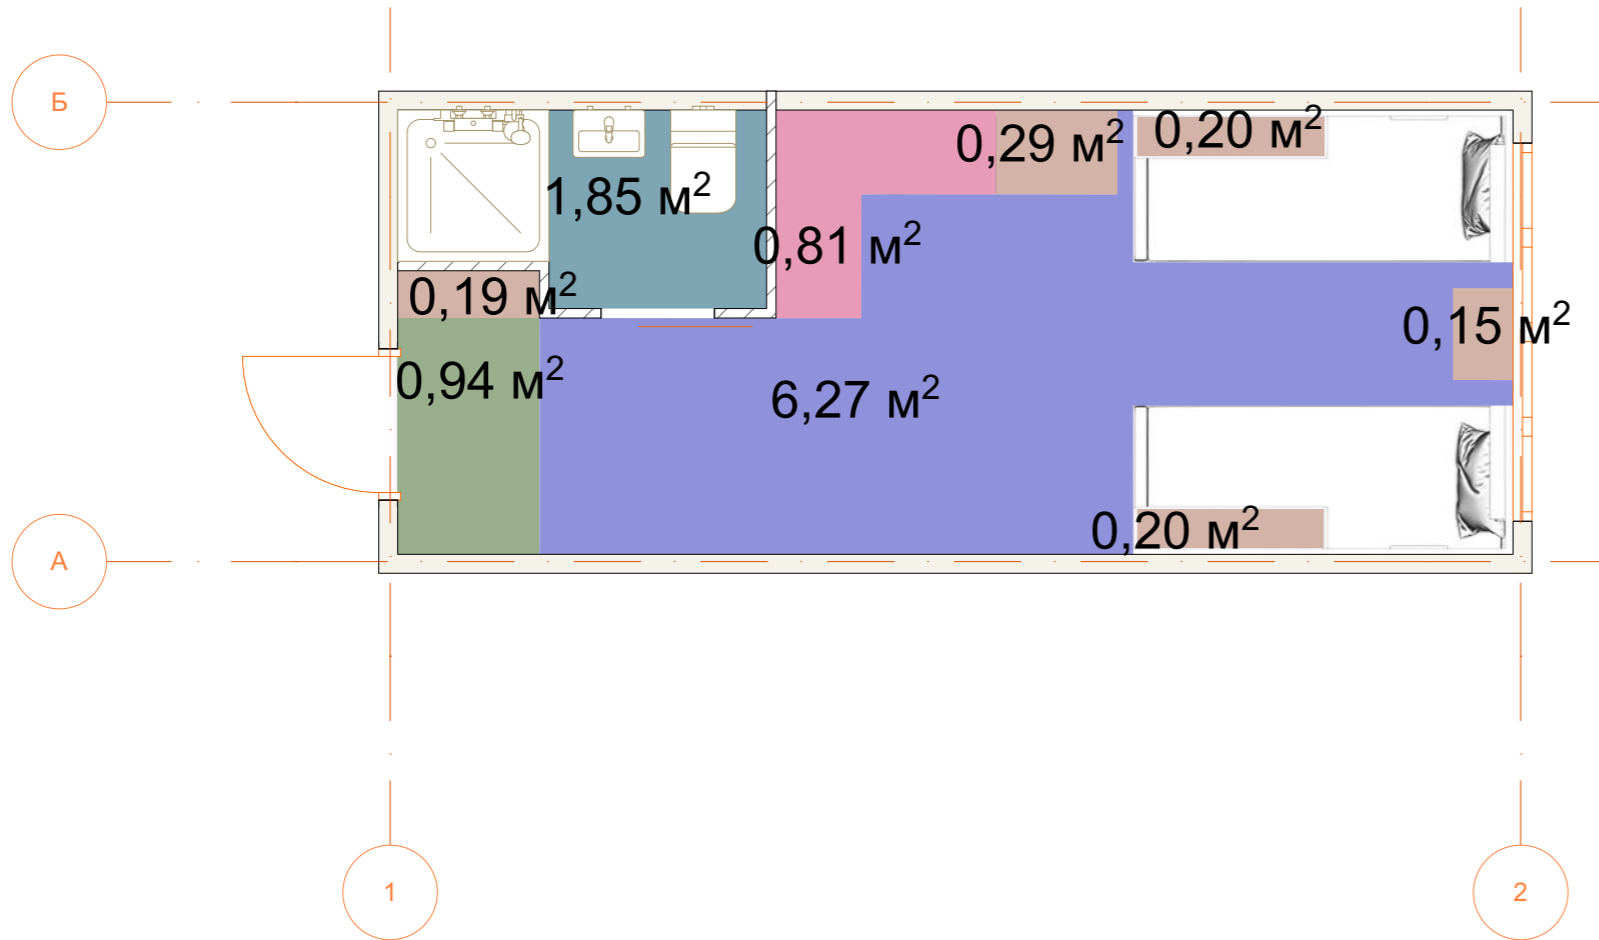 Б
0,29 м²
0,20 м²
1,85 м²
0,81 м²
0,19 м²
0,15 м²
0,94 м²
6,27 м²
0,20 м²
А
1
2